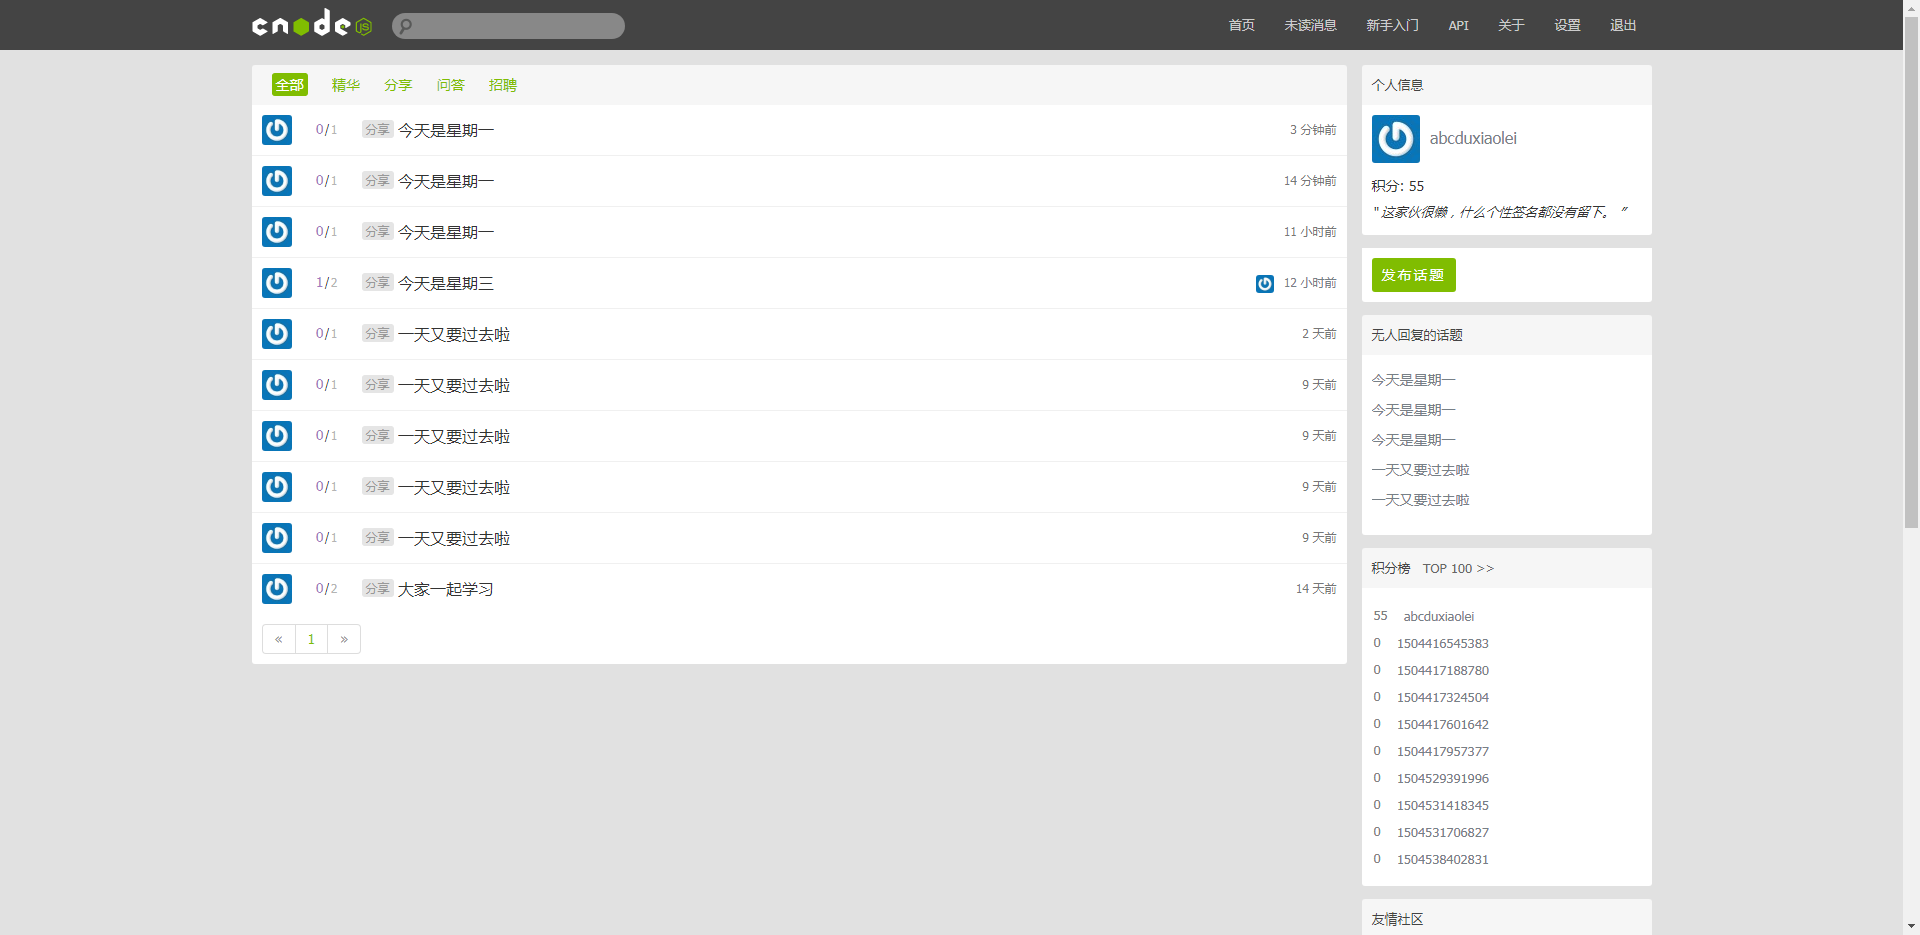 cnode JS
首页 未读消息 新手入门 API 关于 设置 退出
全部 精华 分享 问答 招聘
0/1 分享 今天是星期一 3 分钟前
0/1 分享 今天是星期一 14 分钟前
0/1 分享 今天是星期一 11 小时前
1/2 分享 今天是星期三 12 小时前
0/1 分享 一天又要过去啦 2 天前
0/1 分享 一天又要过去啦 9 天前
0/1 分享 一天又要过去啦 9 天前
0/1 分享 一天又要过去啦 9 天前
0/1 分享 一天又要过去啦 9 天前
0/2 分享 大家一起学习 14 天前
« 1 »
个人信息
abcduxiaolei
积分: 55
" 这家伙很懒，什么个性签名都没有留下。 "
发布话题
无人回复的话题
今天是星期一
今天是星期一
今天是星期一
一天又要过去啦
一天又要过去啦
积分榜 TOP 100 >>
55 abcduxiaolei
0 1504416545383
0 1504417188780
0 1504417324504
0 1504417601642
0 1504417957377
0 1504529391996
0 1504531418345
0 1504531706827
0 1504538402831
友情社区